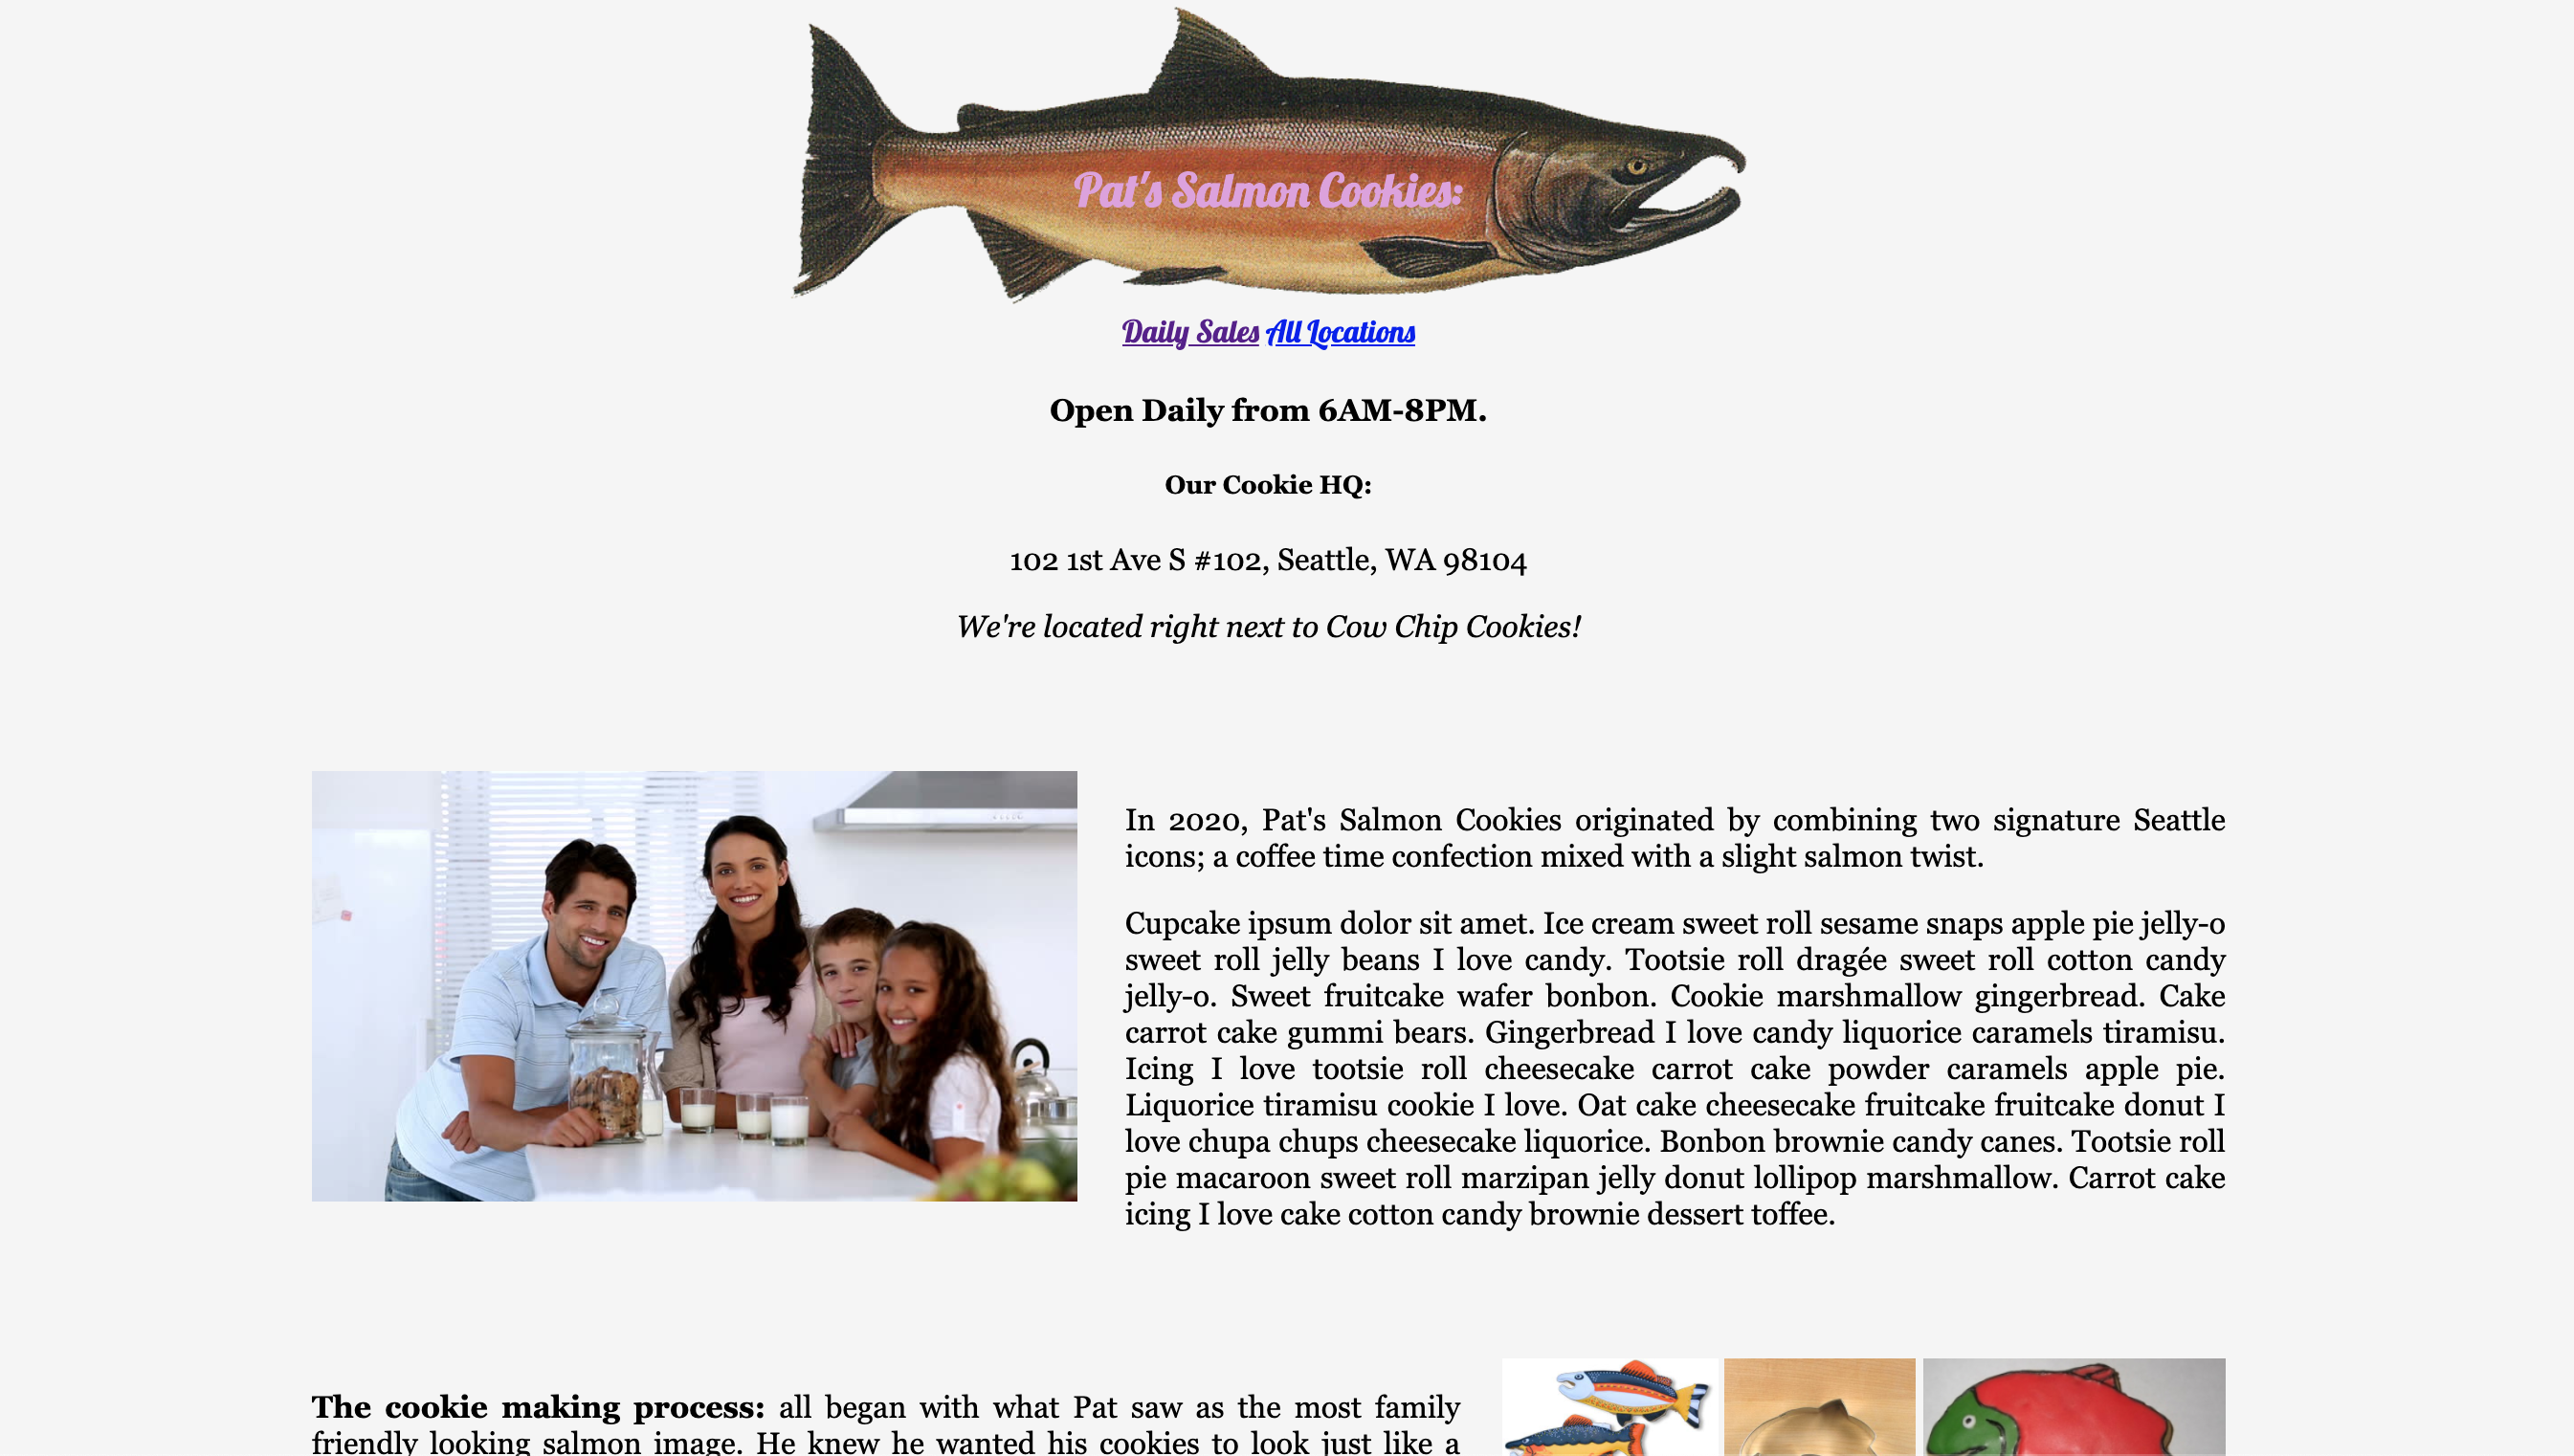 Pat's Salmon Cookies:
Daily Sales All Locations
Open Daily from 6AM-8PM.
Our Cookie HQ:
102 1st Ave S #102, Seattle, WA 98104
We're located right next to Cow Chip Cookies!
In 2020, Pat's Salmon Cookies originated by combining two signature Seattle
icons; a coffee time confection mixed with a slight salmon twist.
Cupcake ipsum dolor sit amet. Ice cream sweet roll sesame snaps apple pie jelly-o
sweet roll jelly beans I love candy. Tootsie roll dragée sweet roll cotton candy
jelly-o. Sweet fruitcake wafer bonbon. Cookie marshmallow gingerbread. Cake
carrot cake gummi bears. Gingerbread I love candy liquorice caramels tiramisu.
Icing I love tootsie roll cheesecake carrot cake powder caramels apple pie.
Liquorice tiramisu cookie I love. Oat cake cheesecake fruitcake fruitcake donut I
love chupa chups cheesecake liquorice. Bonbon brownie candy canes. Tootsie roll
pie macaroon sweet roll marzipan jelly donut lollipop marshmallow. Carrot cake
icing I love cake cotton candy brownie dessert toffee.
The cookie making process: all began with what Pat saw as the most family
friendly looking salmon image. He knew he wanted his cookies to look just like a